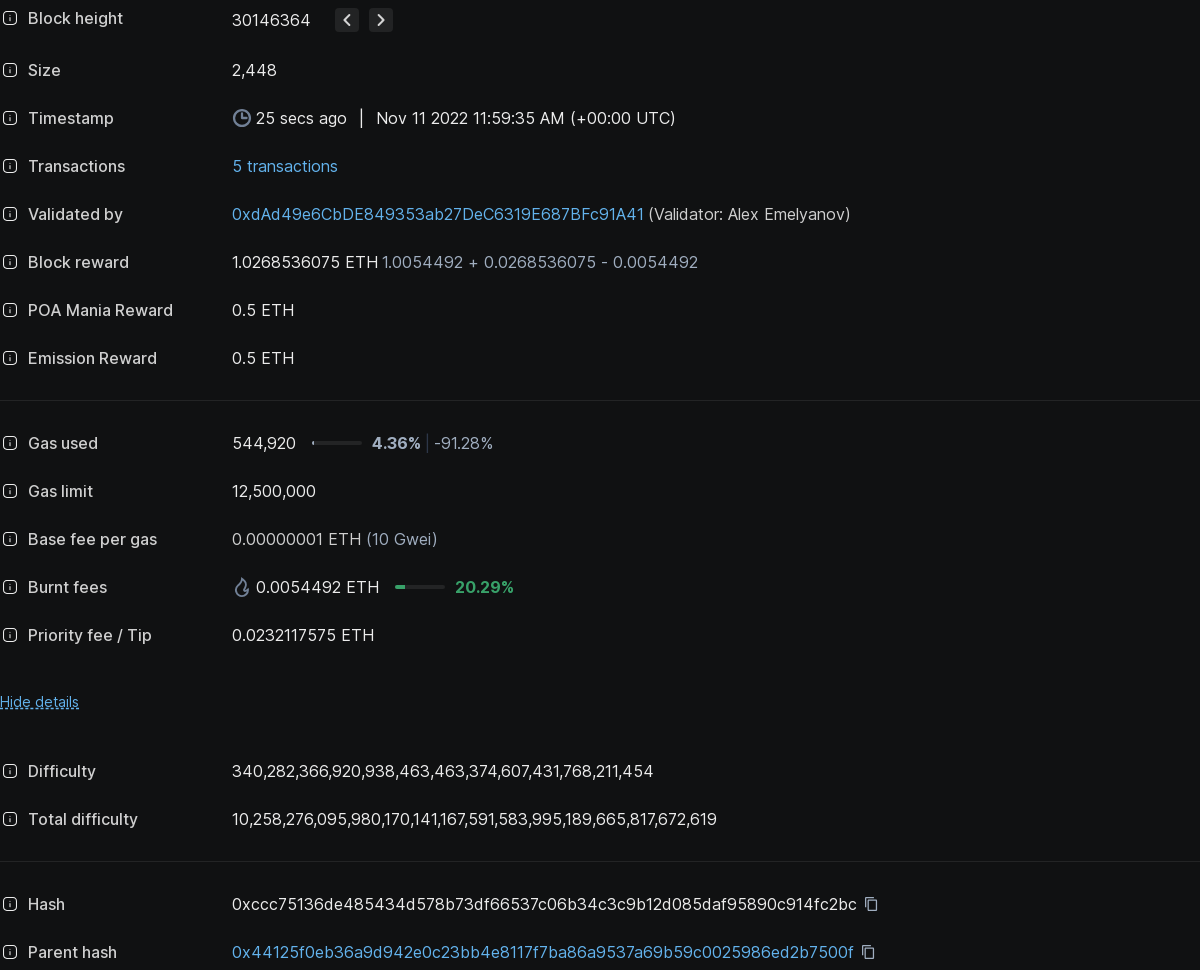 Block height 30146364
Size 2,448
Timestamp 25 secs ago | Nov 11 2022 11:59:35 AM (+00:00 UTC)
Transactions 5 transactions
Validated by 0xdAd49e6CbDE849353ab27DeC6319E687BFc91A41 (Validator: Alex Emelyanov)
Block reward 1.0268536075 ETH 1.0054492 + 0.0268536075 - 0.0054492
POA Mania Reward 0.5 ETH
Emission Reward 0.5 ETH
Gas used 544,920 4.36% | -91.28%
Gas limit 12,500,000
Base fee per gas 0.00000001 ETH (10 Gwei)
Burnt fees 0.0054492 ETH 20.29%
Priority fee / Tip 0.0232117575 ETH
Hide details
Difficulty 340,282,366,920,938,463,463,374,607,431,768,211,454
Total difficulty 10,258,276,095,980,170,141,167,591,583,995,189,665,817,672,619
Hash 0xccc75136de485434d578b73df66537c06b34c3c9b12d085daf95890c914fc2bc
Parent hash 0x44125f0eb36a9d942e0c23bb4e8117f7ba86a9537a69b59c0025986ed2b7500f